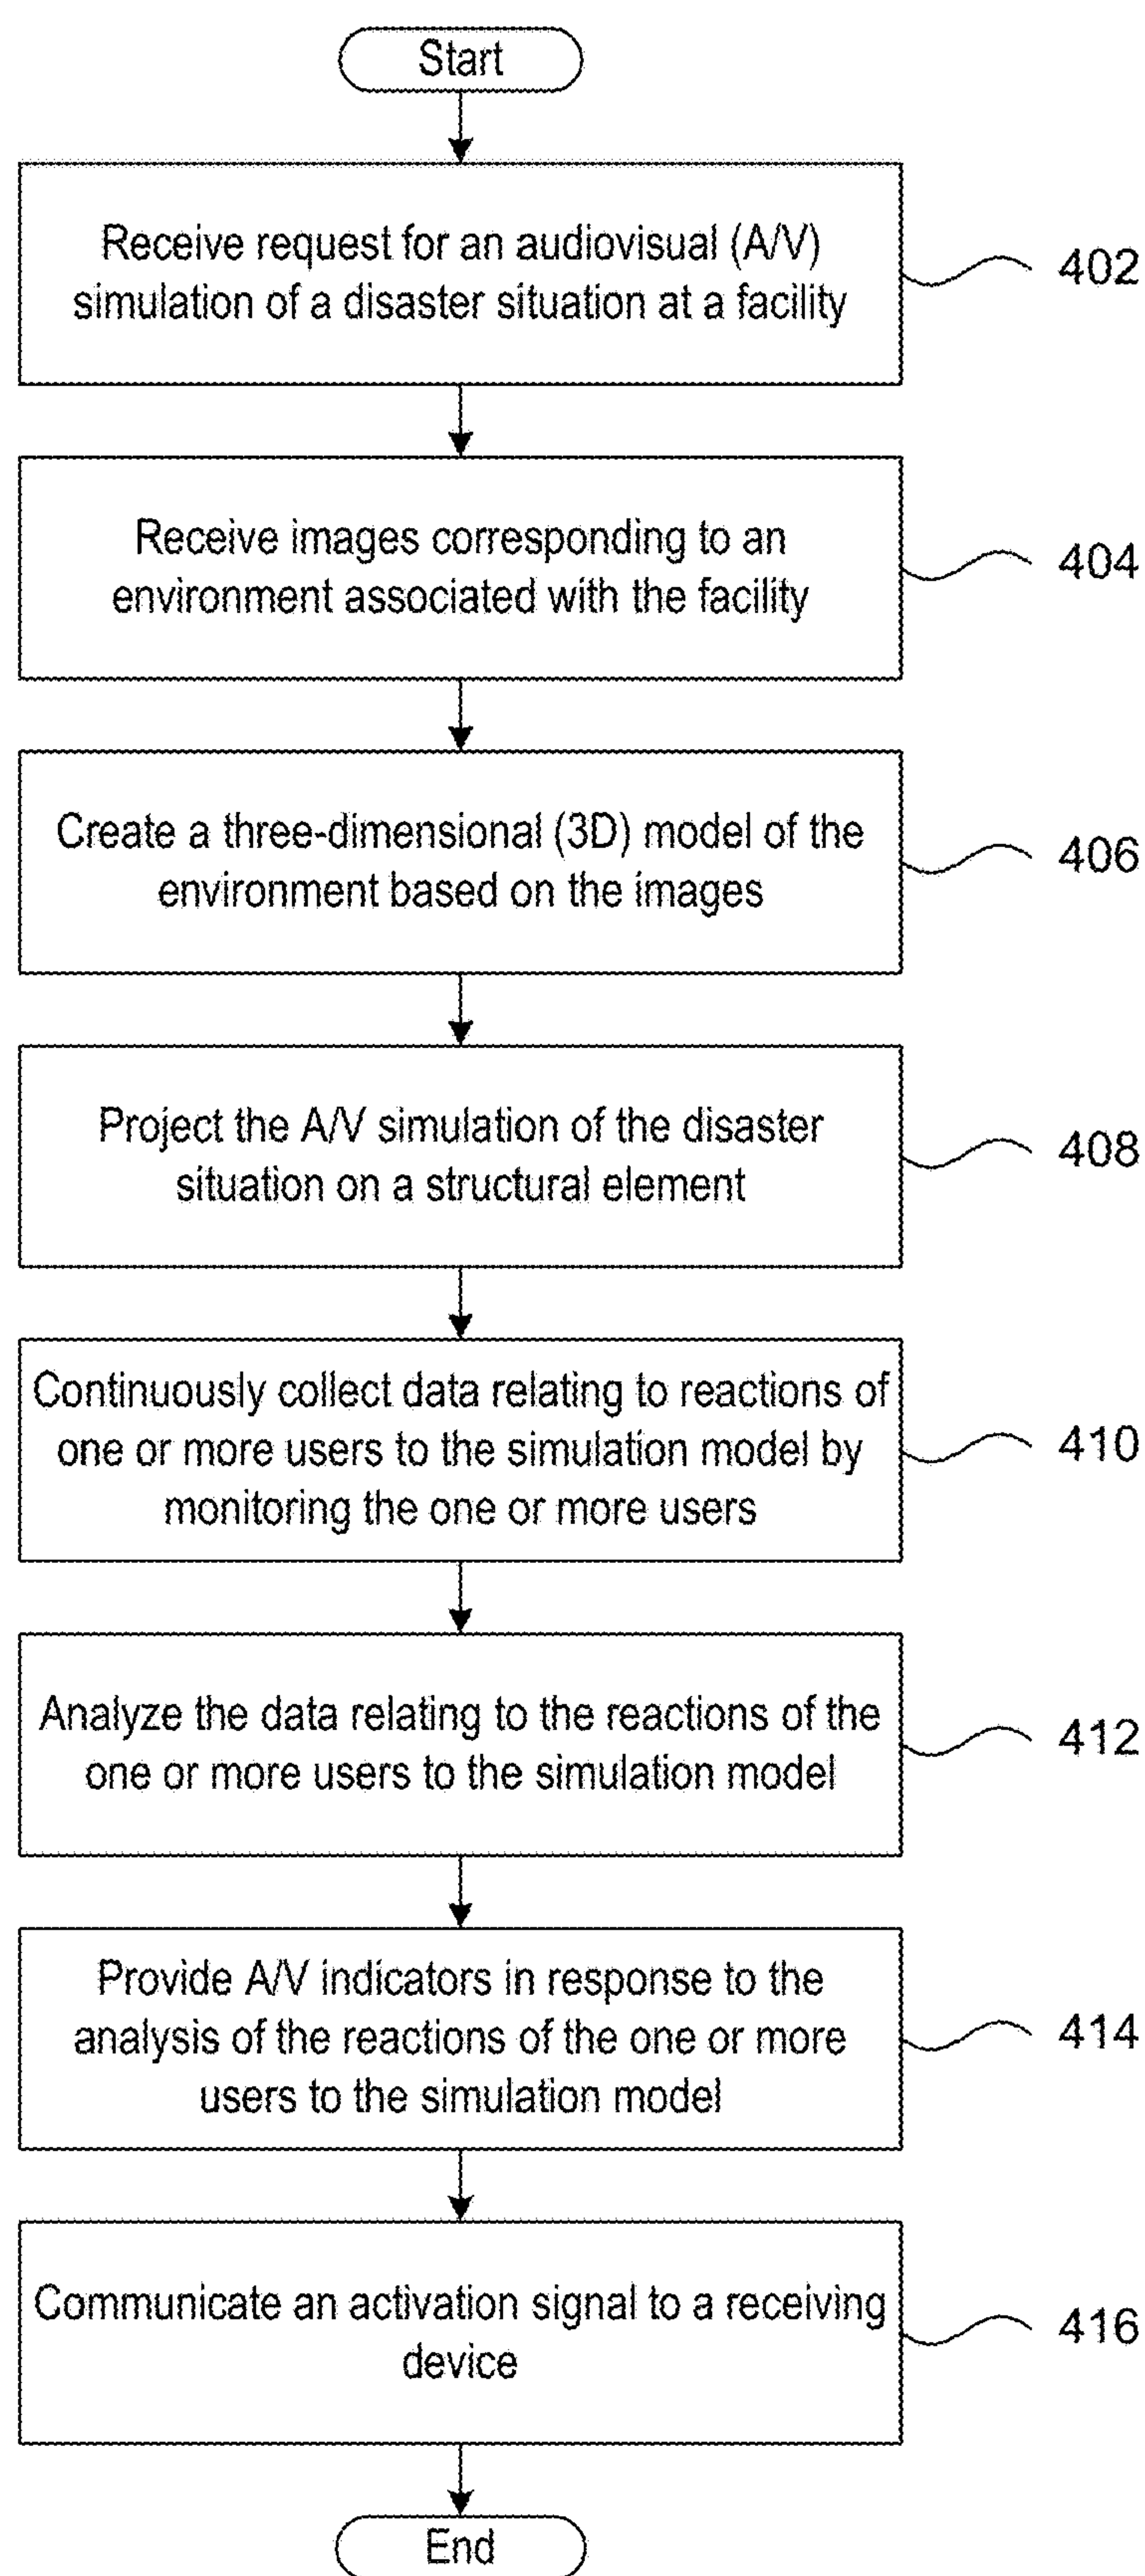 Start
Receive request for an audiovisual (A/V)
simulation of a disaster situation at a facility
402
Receive images corresponding to an
environment associated with the facility
404
Create a three-dimensional (3D) model of the
environment based on the images
406
Project the A/V simulation of the disaster
situation on a structural element
408
Continuously collect data relating to reactions of
one or more users to the simulation model by
monitoring the one or more users
410
Analyze the data relating to the reactions of the
one or more users to the simulation model
412
Provide A/V indicators in response to the
analysis of the reactions of the one or more
users to the simulation model
414
Communicate an activation signal to a receiving
device
416
End